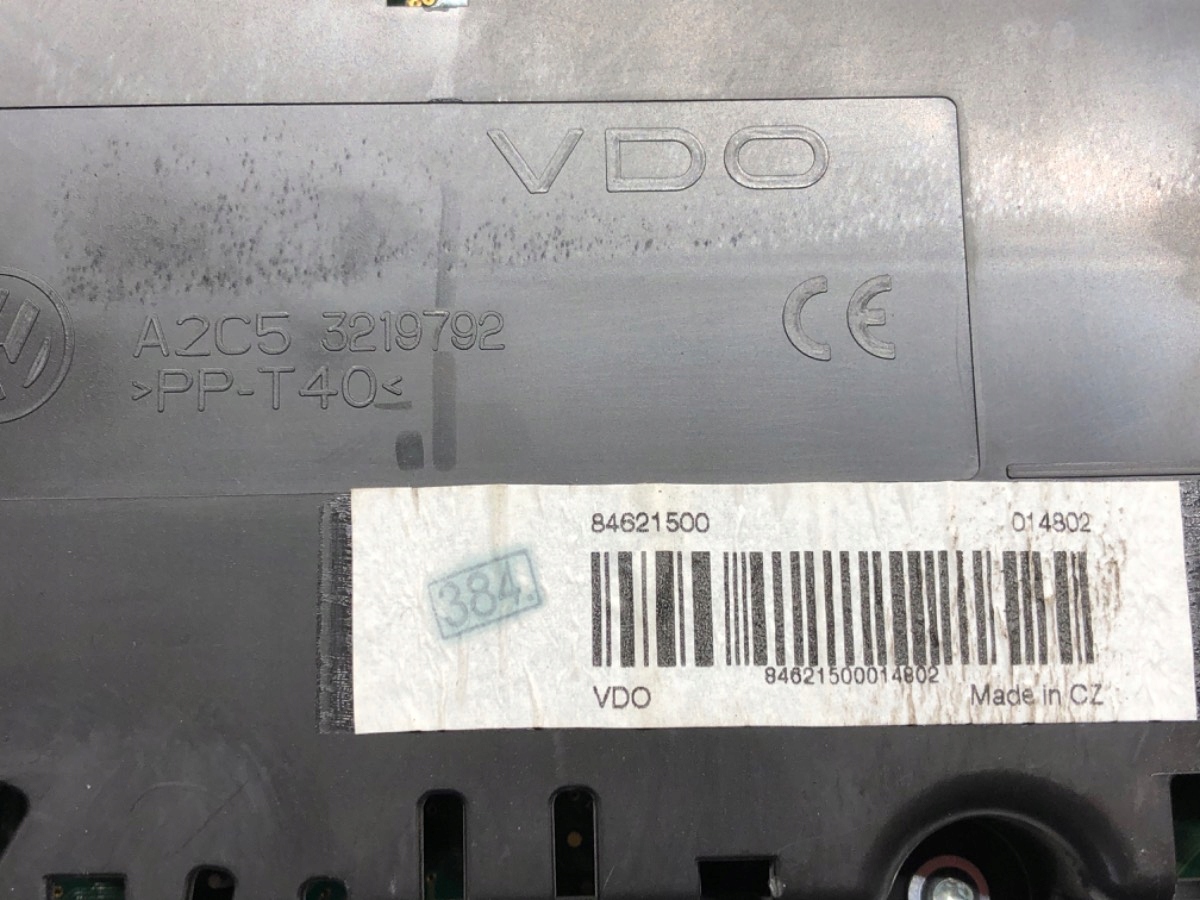 VDO
CE
A2C5 3219792
>PP-T40<
84621500 014802
384.
84621500014802
VDO Made in CZ